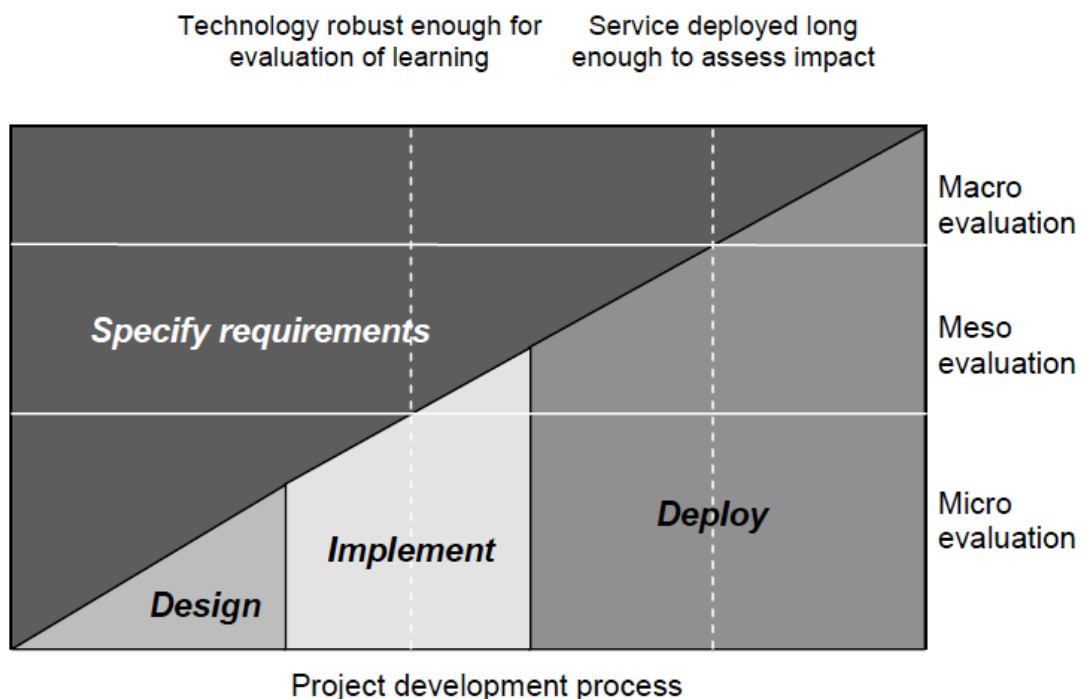 Technology robust enough for
evaluation of learning
Service deployed long
enough to assess impact
Macro
evaluation
Specify requirements
Meso
evaluation
Micro
evaluation
Deploy
Implement
Design
Project development process